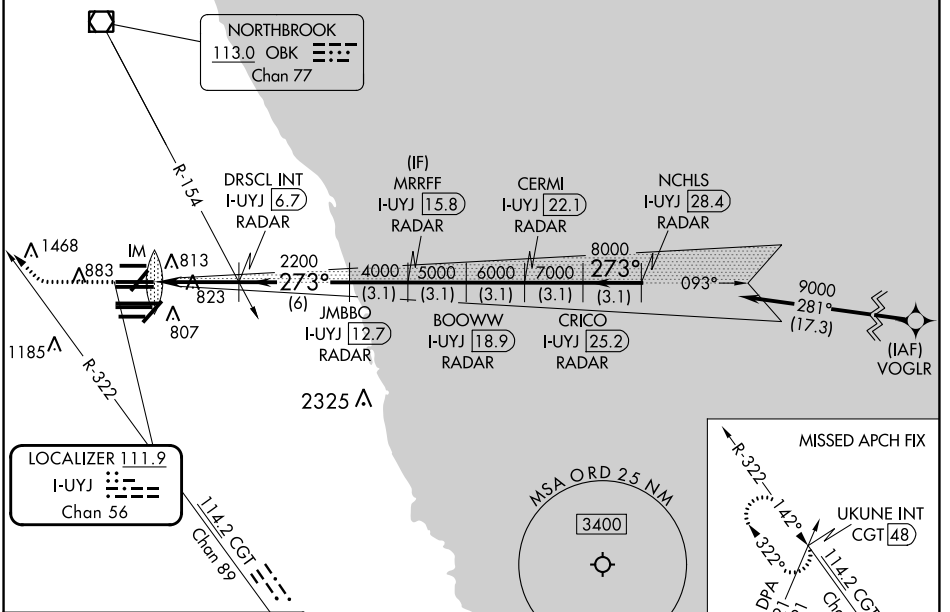 NORTHBROOK
113.0 OBK
Chan 77
R-154
DRSCL INT
I-UYJ 6.7
RADAR
(IF)
MRRFF
I-UYJ 15.8
RADAR
CERMI
I-UYJ 22.1
RADAR
NCHLS
I-UYJ 28.4
RADAR
1468
IM
813
883
823
807
2200
273°
(6)
4000
(3.1)
5000
(3.1)
6000
(3.1)
7000
(3.1)
8000
273°
(3.1)
093°
9000
281°
(17.3)
(IAF)
VOGLR
JMBBO
I-UYJ 12.7
RADAR
BOOWW
I-UYJ 18.9
RADAR
CRICO
I-UYJ 25.2
RADAR
1185
R-322
2325
LOCALIZER 111.9
I-UYJ
Chan 56
114.2 CGT
Chan 89
MSA ORD 25 NM
3400
MISSED APCH FIX
R-322
142°
322°
UKUNE INT
CGT 48
114.2 CGT
DPA